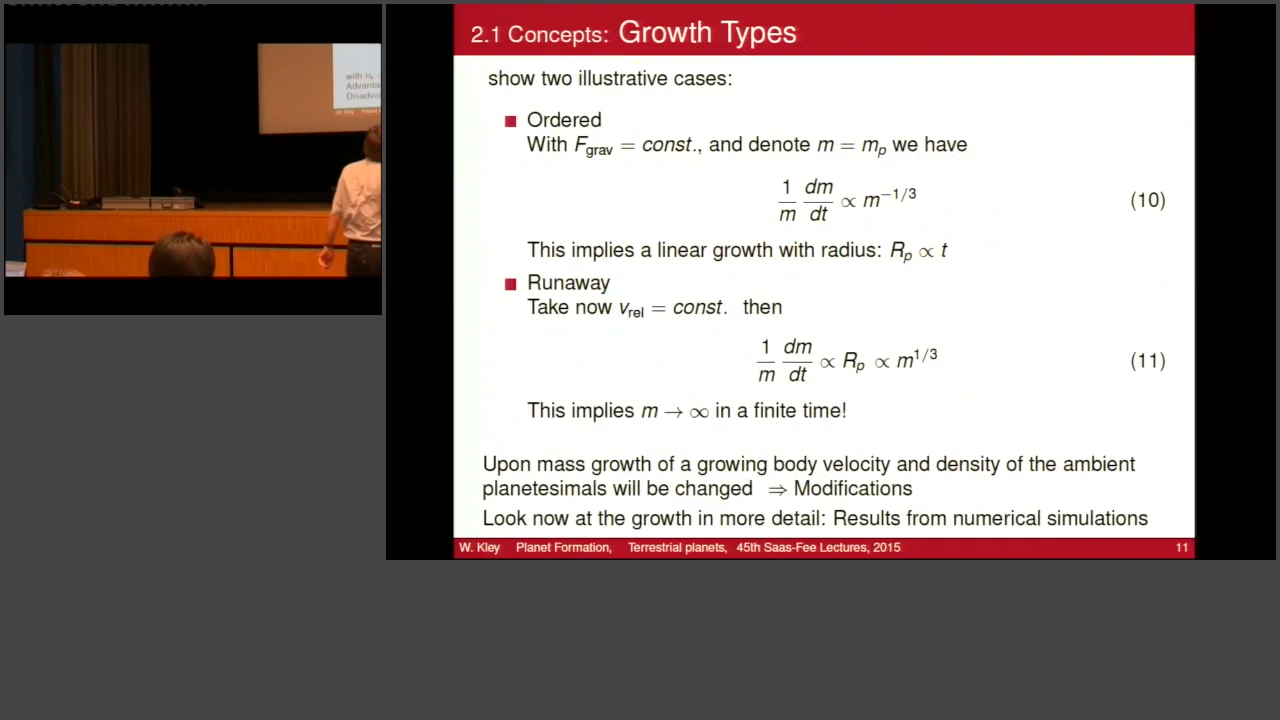 2.1 Concepts: Growth Types
show two illustrative cases:
Ordered
With F_grav = const., and denote m = m_p we have
1/m dm/dt ∝ m^{-1/3} (10)
This implies a linear growth with radius: R_p ∝ t
Runaway
Take now v_rel = const. then
1/m dm/dt ∝ R_p ∝ m^{1/3} (11)
This implies m → ∞ in a finite time!
Upon mass growth of a growing body velocity and density of the ambient
planetesimals will be changed ⇒ Modifications
Look now at the growth in more detail: Results from numerical simulations
W. Kley Planet Formation, Terrestrial planets, 45th Saas-Fee Lectures, 2015 11
with
W. Kley